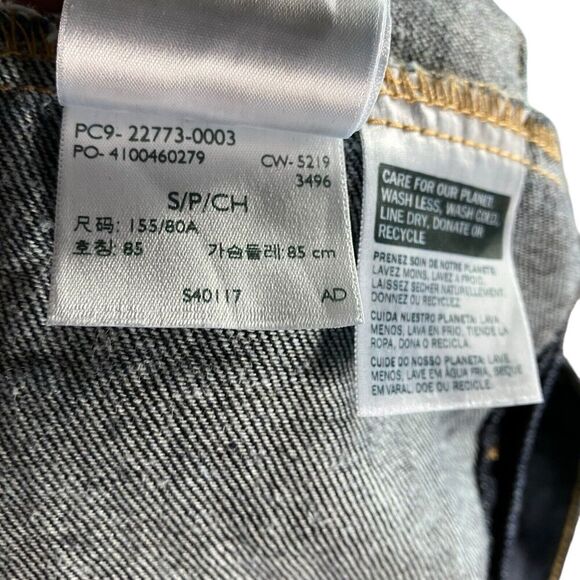 PC9- 22773-0003
PO- 4100460279
CW- 5219
3496
S/P/CH
尺码: 155/80A
호칭: 85 가슴둘레: 85 cm
S40117 AD
CARE FOR OUR PLANET:
WASH LESS, WASH COLD,
LINE DRY, DONATE OR
RECYCLE
PRENEZ SOIN DE NOTRE PLANÈTE:
LAVEZ MOINS, LAVEZ À FROID,
LAISSEZ SÉCHER NATURELLEMENT,
DONNEZ OU RECYCLEZ
CUIDA NUESTRO PLANETA: LAVA
MENOS, LAVA EN FRÍO, TIENDE LA
ROPA, DONA O RECICLA.
CUIDE DO NOSSO PLANETA: LAVE
MENOS, LAVE EM ÁGUA FRIA, SEQUE
EM VARAL, DOE OU RECICLE.